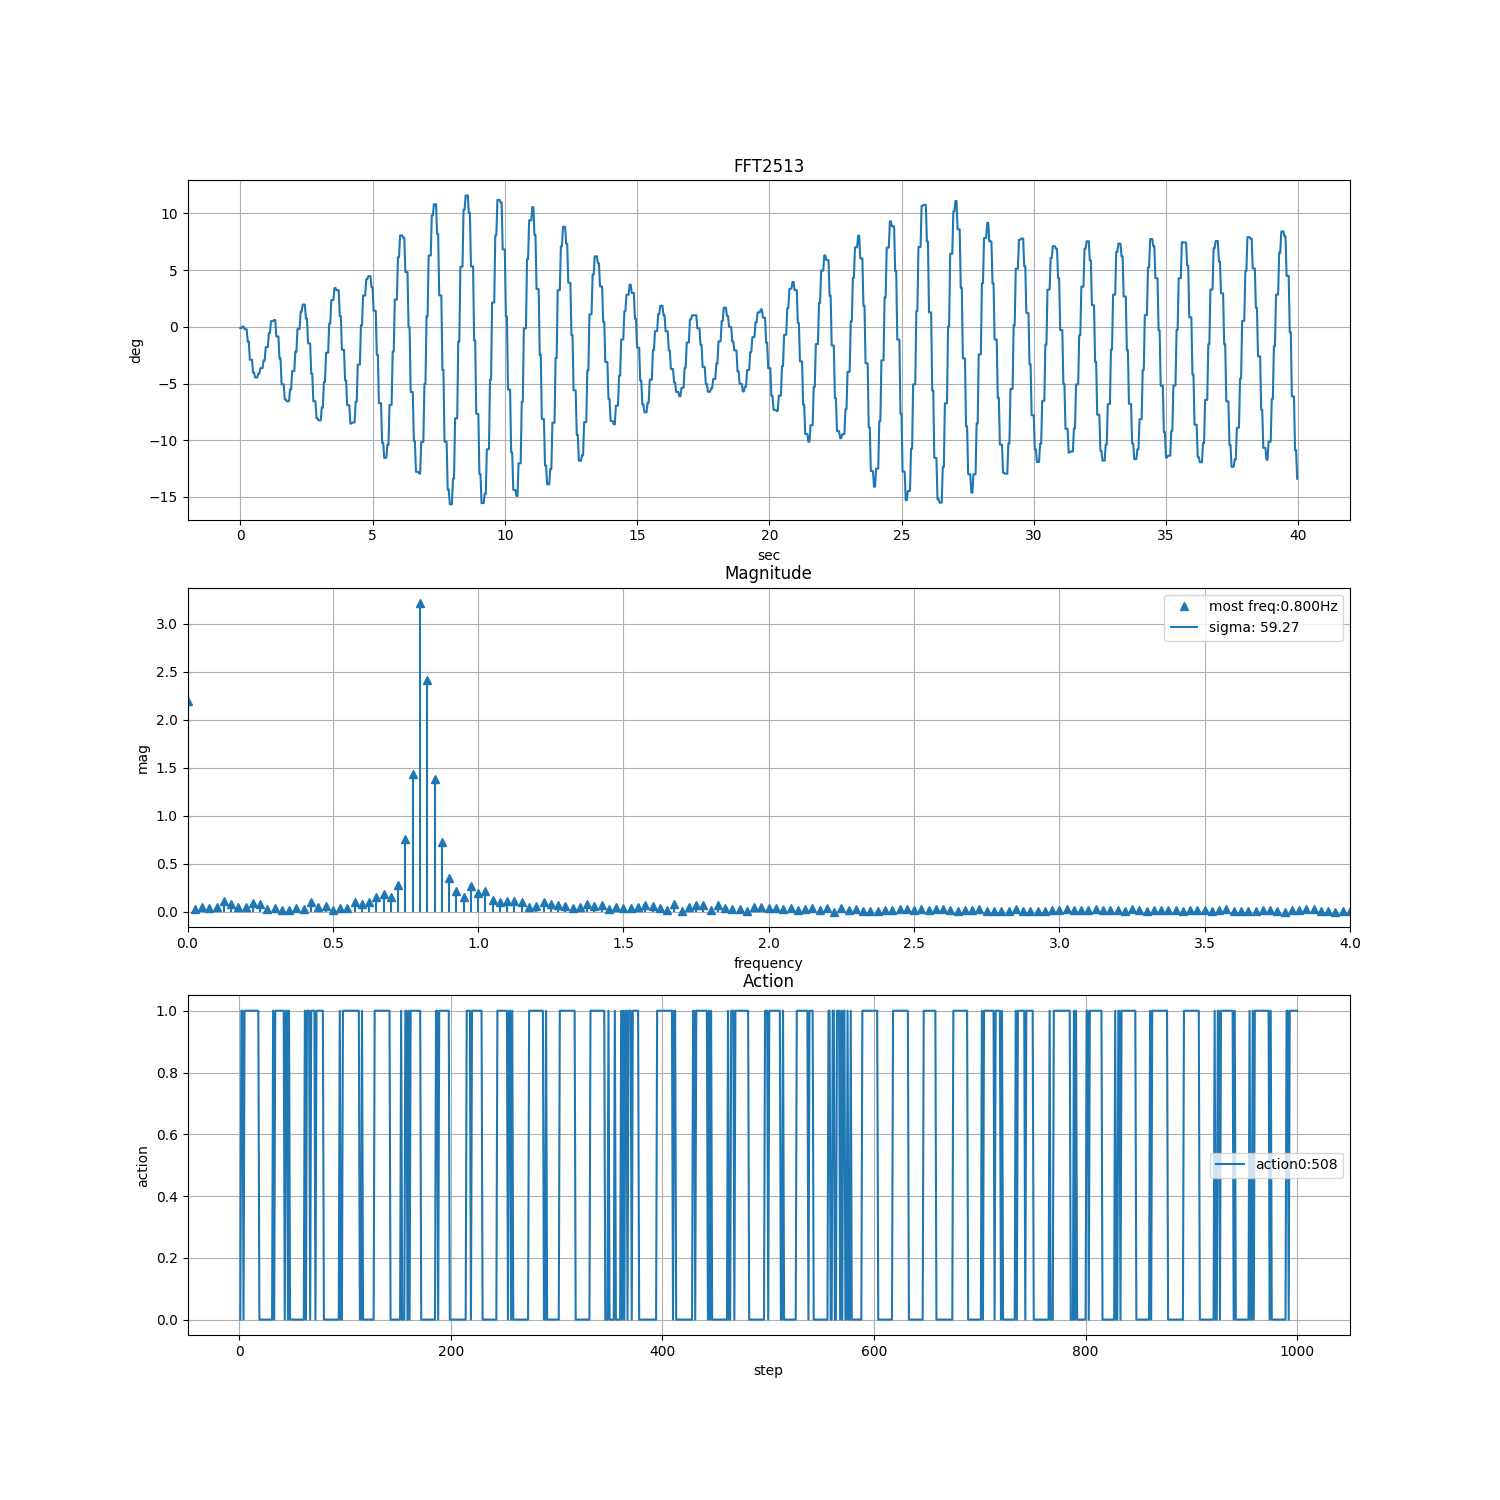 FFT2513
10
5
0
−5
−10
−15
deg
0 5 10 15 20 25 30 35 40
sec
Magnitude
most freq:0.800Hz
sigma: 59.27
3.0
2.5
2.0
1.5
1.0
0.5
0.0
mag
0.0 0.5 1.0 1.5 2.0 2.5 3.0 3.5 4.0
frequency
Action
1.0
0.8
0.6
0.4
0.2
0.0
action
action0:508
0 200 400 600 800 1000
step